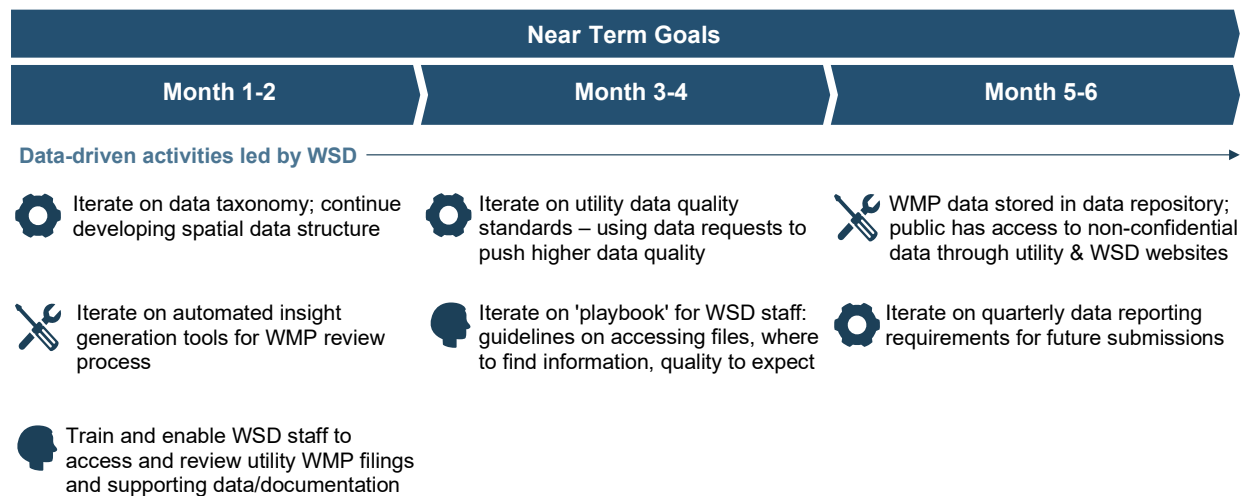 Near Term Goals
Month 1-2
Month 3-4
Month 5-6
Data-driven activities led by WSD
Iterate on data taxonomy; continue
developing spatial data structure
Iterate on automated insight
generation tools for WMP review
process
Train and enable WSD staff to
access and review utility WMP filings
and supporting data/documentation
Iterate on utility data quality
standards – using data requests to
push higher data quality
Iterate on 'playbook' for WSD staff:
guidelines on accessing files, where
to find information, quality to expect
WMP data stored in data repository;
public has access to non-confidential
data through utility & WSD websites
Iterate on quarterly data reporting
requirements for future submissions